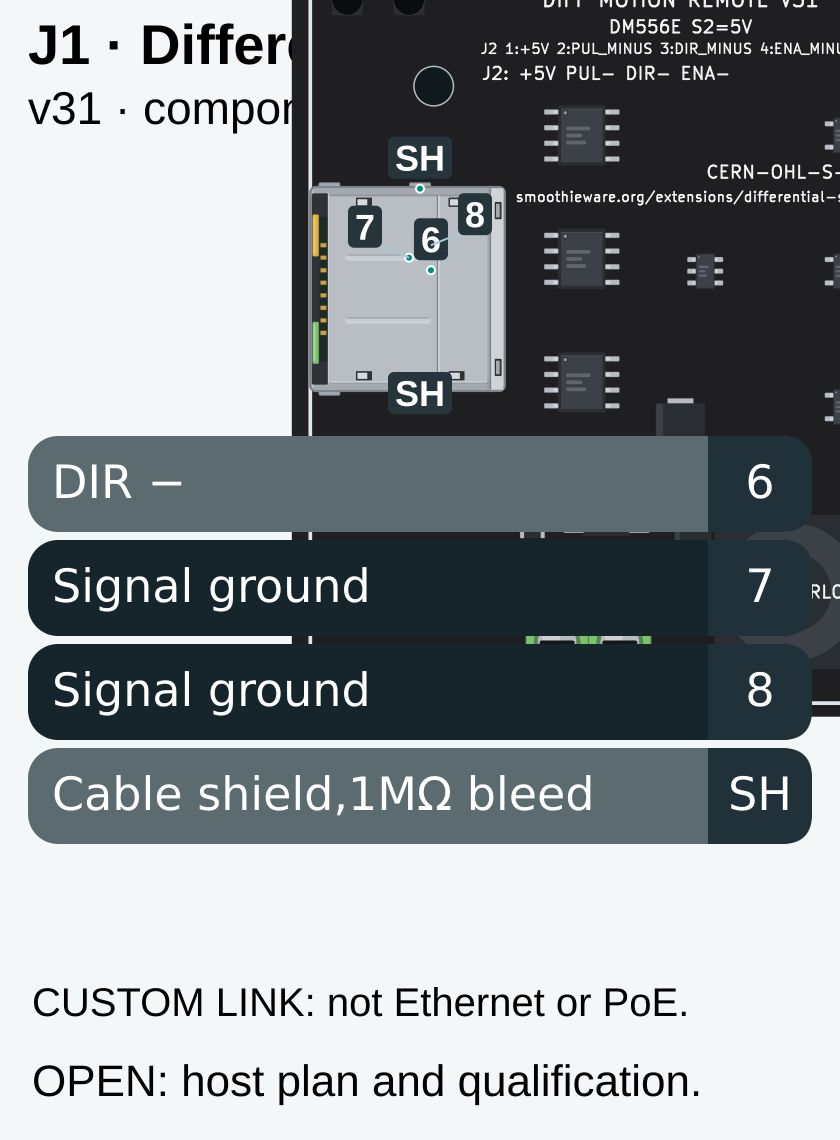 J1 · Differe
v31 · compon
DIFF MOTION REMOTE V31
DM556E S2=5V
J2 1:+5V 2:PUL_MINUS 3:DIR_MINUS 4:ENA_MINU
J2: +5V PUL– DIR– ENA–
SH
CERN–OHL–S–
smoothieware.org/extensions/differential–s
7
6
8
SH
DIR − 6
Signal ground 7
RLO
Signal ground 8
Cable shield,1MΩ bleed SH
CUSTOM LINK: not Ethernet or PoE.
OPEN: host plan and qualification.